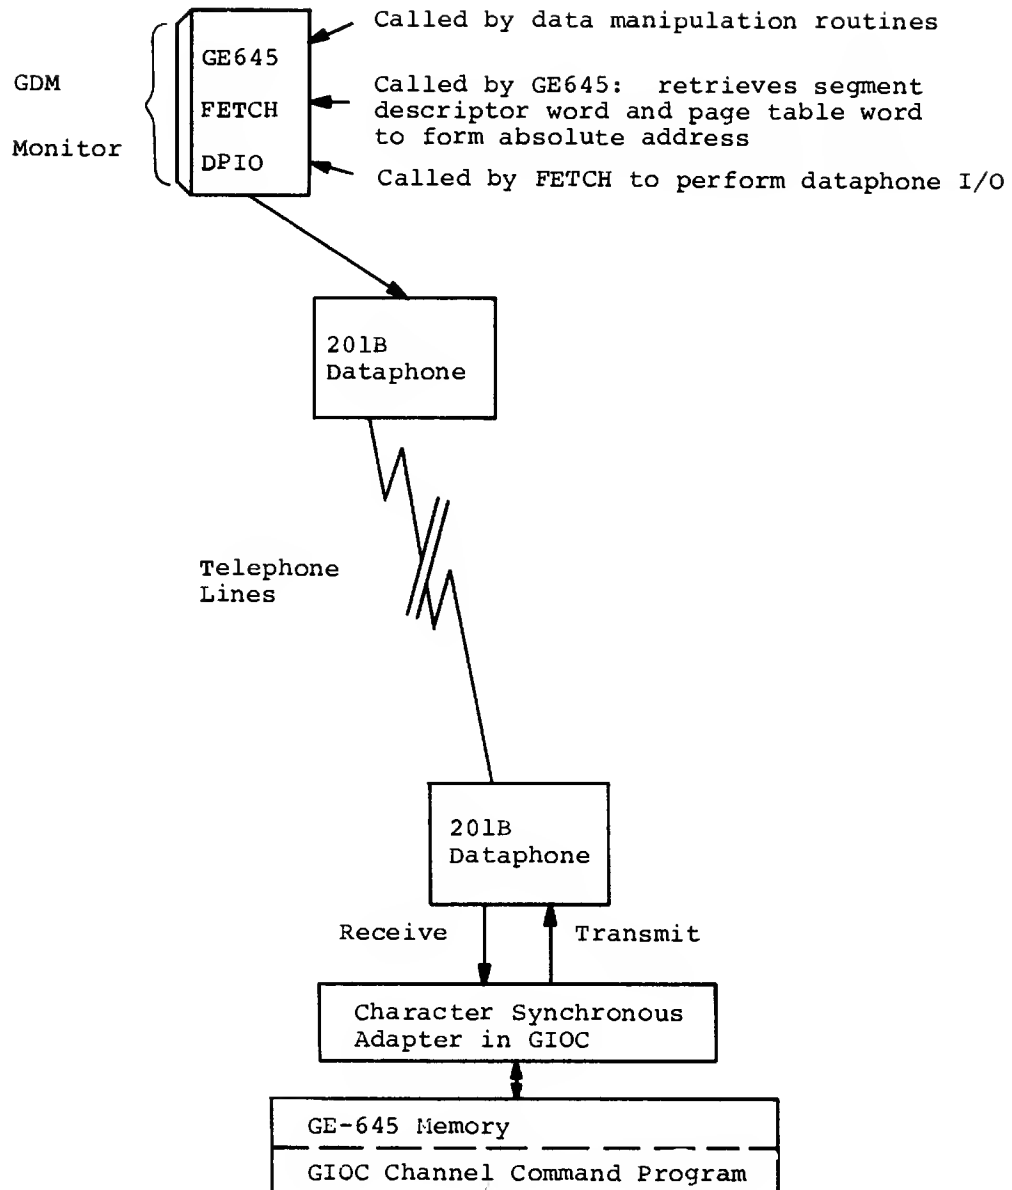 Called by data manipulation routines
GE645
GDM
Called by GE645: retrieves segment
descriptor word and page table word
to form absolute address
FETCH
Monitor
DPIO
Called by FETCH to perform dataphone I/O
201B
Dataphone
Telephone
Lines
201B
Dataphone
Receive
Transmit
Character Synchronous
Adapter in GIOC
GE-645 Memory
GIOC Channel Command Program